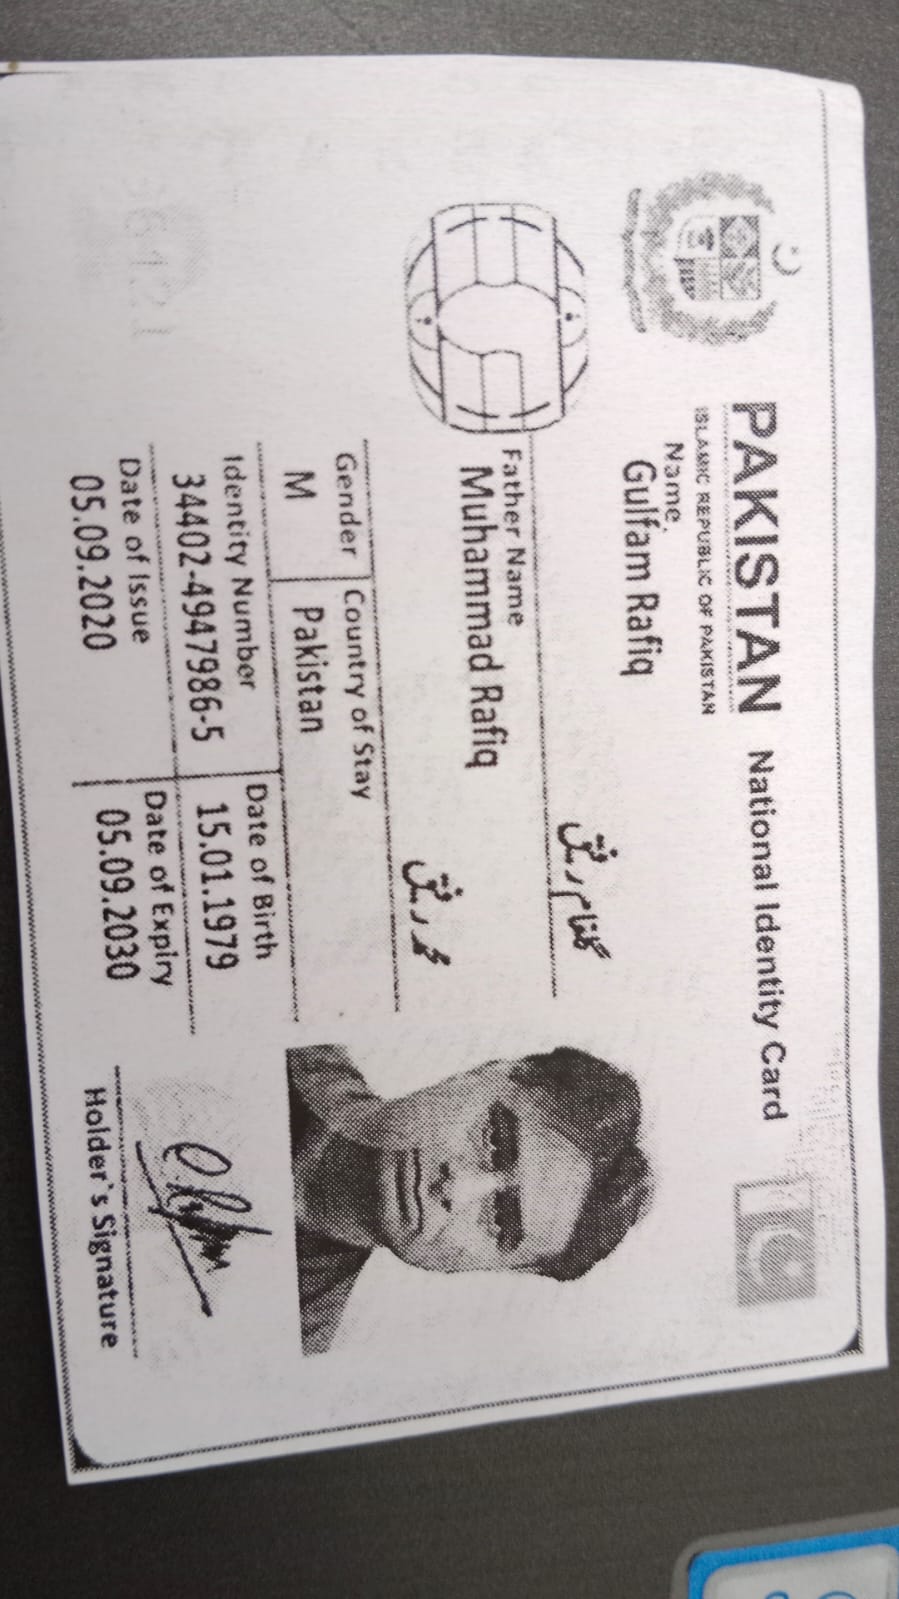 PAKISTAN National Identity Card
ISLAMIC REPUBLIC OF PAKISTAN
Name
Gulfam Rafiq
گلفام رفیق
Father Name
Muhammad Rafiq
محمد رفیق
Gender Country of Stay
M Pakistan
Identity Number Date of Birth
34402-4947986-5 15.01.1979
Date of Issue Date of Expiry
05.09.2020 05.09.2030
Holder's Signature